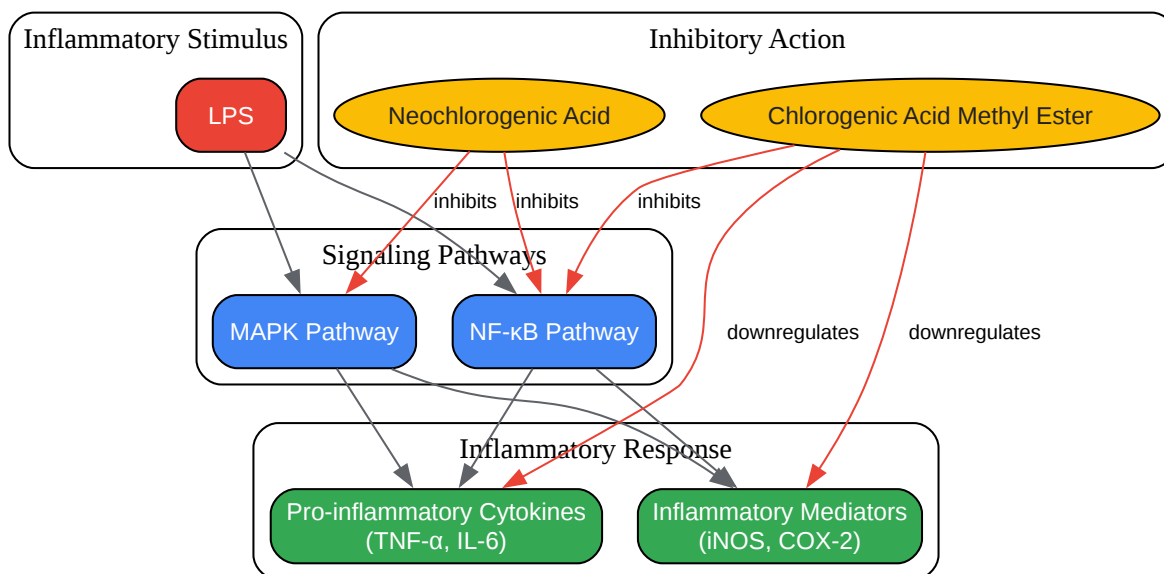 Inflammatory Stimulus
Inhibitory Action
LPS
Neochlorogenic Acid
Chlorogenic Acid Methyl Ester
inhibits
inhibits
inhibits
Signaling Pathways
MAPK Pathway
NF-κB Pathway
downregulates
downregulates
Inflammatory Response
Pro-inflammatory Cytokines
(TNF-α, IL-6)
Inflammatory Mediators
(iNOS, COX-2)